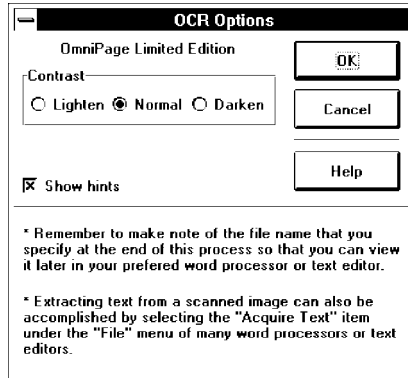 OCR Options
OmniPage Limited Edition
OK
Contrast
Lighten Normal Darken
Cancel
Help
Show hints
* Remember to make note of the file name that you
specify at the end of this process so that you can view
it later in your prefered word processor or text editor.
* Extracting text from a scanned image can also be
accomplished by selecting the "Acquire Text" item
under the "File" menu of many word processors or text
editors.